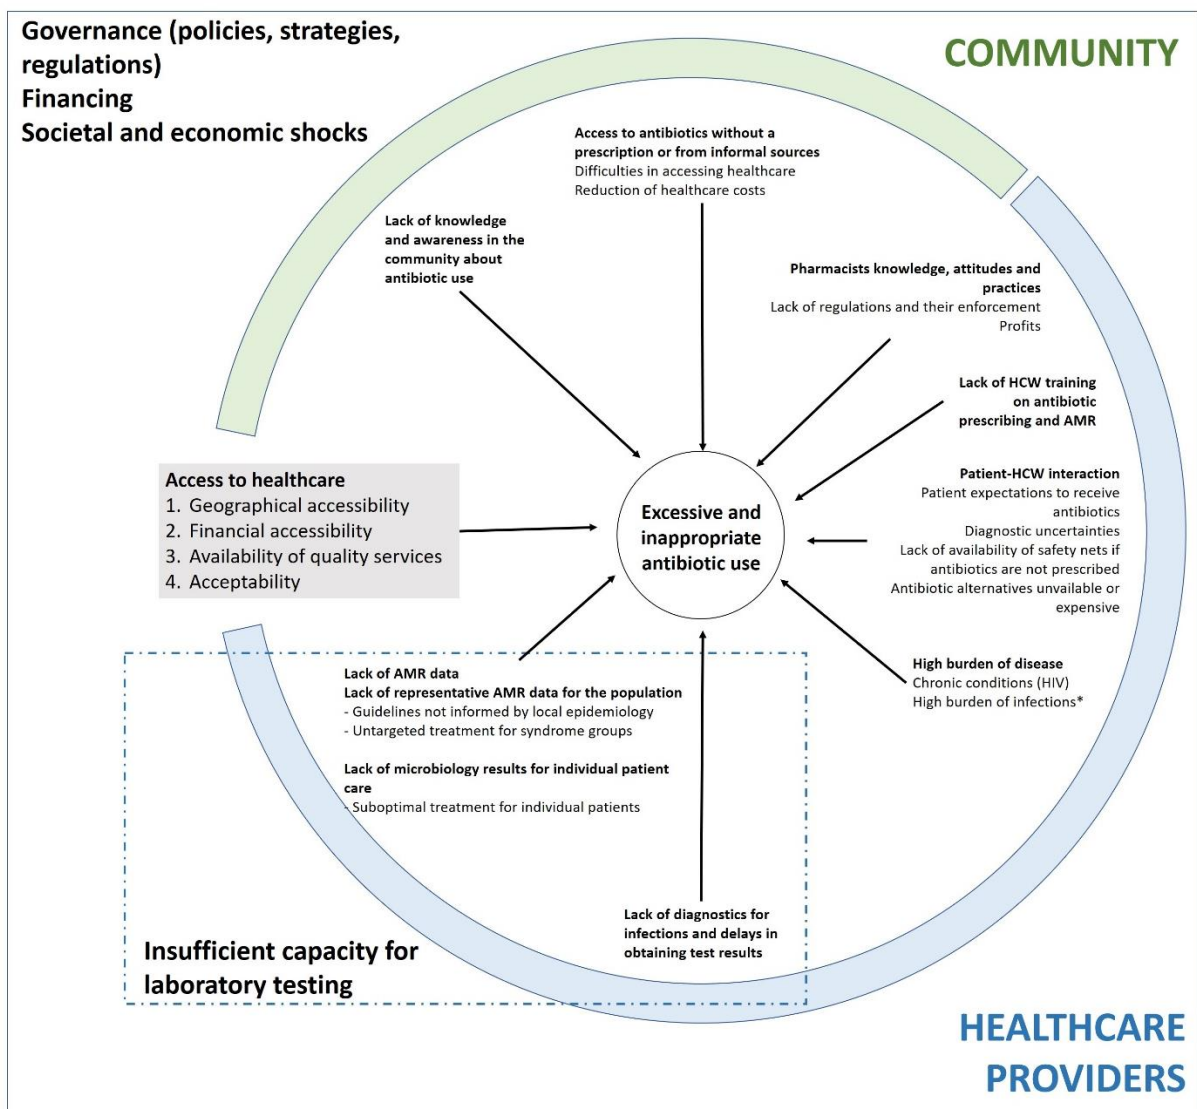 Governance (policies, strategies,
regulations)
Financing
Societal and economic shocks
COMMUNITY
Access to antibiotics without a
prescription or from informal sources
Difficulties in accessing healthcare
Reduction of healthcare costs
Lack of knowledge
and awareness in the
community about
antibiotic use
Pharmacists knowledge, attitudes and
practices
Lack of regulations and their enforcement
Profits
Lack of HCW training
on antibiotic
prescribing and AMR
Access to healthcare
1. Geographical accessibility
2. Financial accessibility
3. Availability of quality services
4. Acceptability
Excessive and
inappropriate
antibiotic use
Patient-HCW interaction
Patient expectations to receive
antibiotics
Diagnostic uncertainties
Lack of availability of safety nets if
antibiotics are not prescribed
Antibiotic alternatives unavailable or
expensive
High burden of disease
Chronic conditions (HIV)
High burden of infections*
Lack of AMR data
Lack of representative AMR data for the population
- Guidelines not informed by local epidemiology
- Untargeted treatment for syndrome groups
Lack of microbiology results for individual patient
care
- Suboptimal treatment for individual patients
Lack of diagnostics for
infections and delays in
obtaining test results
Insufficient capacity for
laboratory testing
HEALTHCARE
PROVIDERS